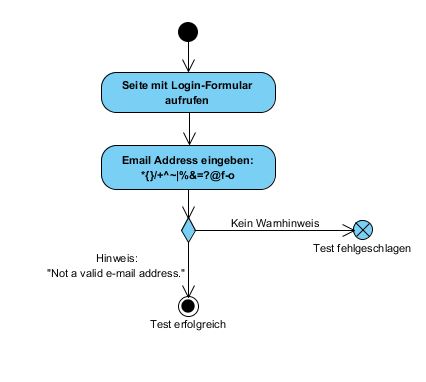 Seite mit Login-Formular
aufrufen
Email Address eingeben:
*{}/+^~|%&=?@f-o
Kein Warnhinweis
Test fehlgeschlagen
Hinweis:
"Not a valid e-mail address."
Test erfolgreich